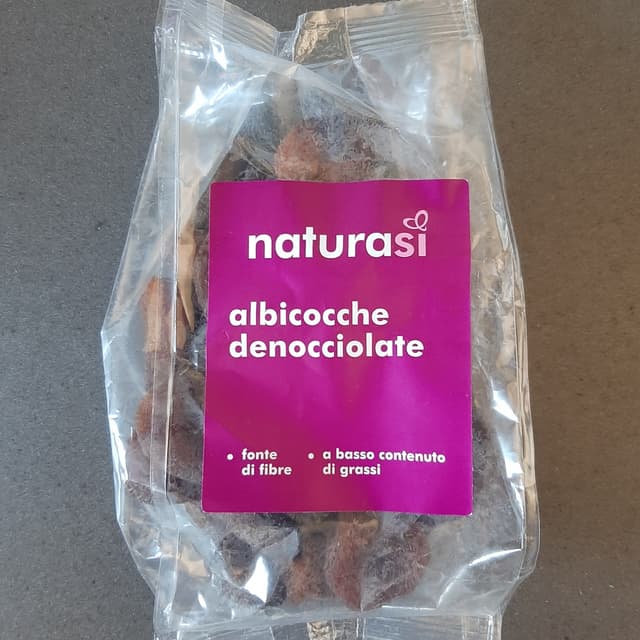 naturasì
albicocche
denocciolate
• fonte
di fibre
• a basso contenuto
di grassi